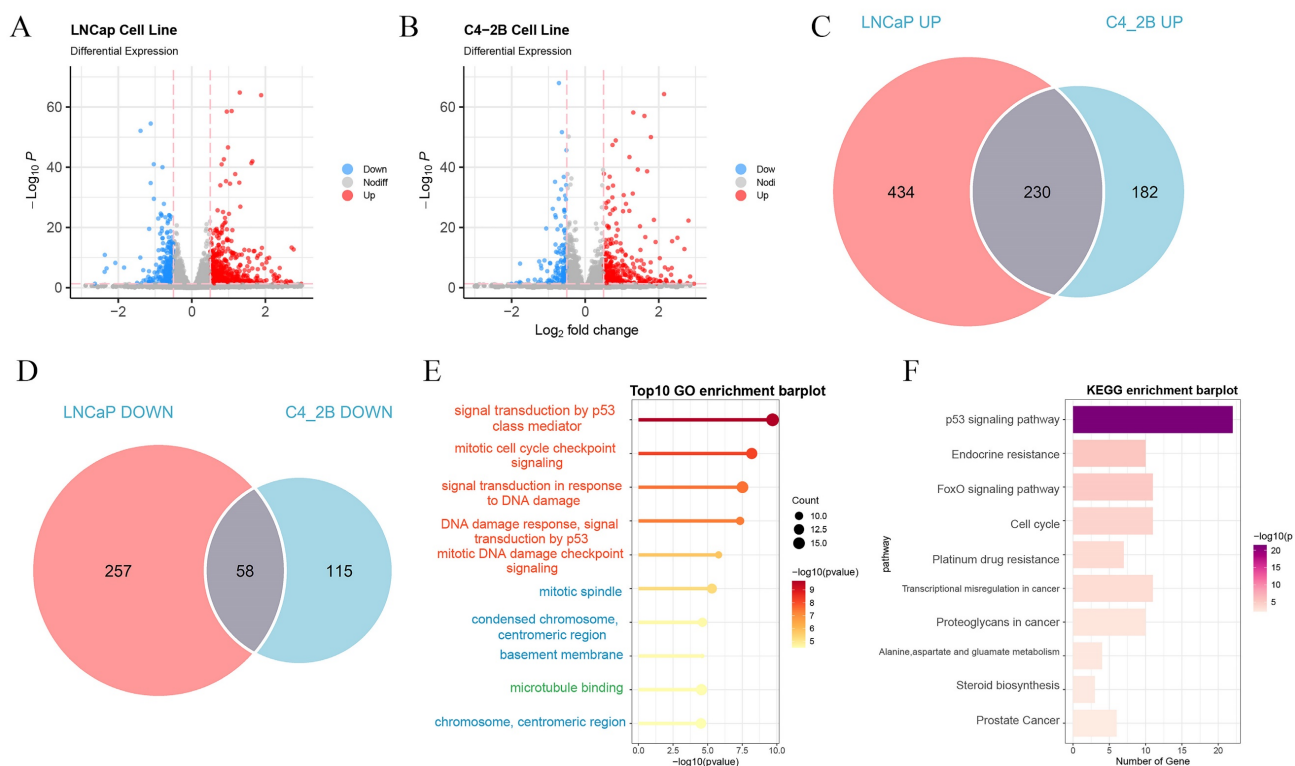 A
LNCap Cell Line
Differential Expression
− Log10 P
60
40
20
0
−2
0
2
Down
Nodiff
Up
B
C4−2B Cell Line
Differential Expression
− Log10 P
60
40
20
0
−2
0
2
Log2 fold change
Dow
Nodi
Up
C
LNCaP UP
C4_2B UP
434
230
182
D
LNCaP DOWN
C4_2B DOWN
257
58
115
E
Top10 GO enrichment barplot
signal transduction by p53
class mediator
mitotic cell cycle checkpoint
signaling
signal transduction in response
to DNA damage
DNA damage response, signal
transduction by p53
mitotic DNA damage checkpoint
signaling
mitotic spindle
condensed chromosome,
centromeric region
basement membrane
microtubule binding
chromosome, centromeric region
0.0
2.5
5.0
7.5
10.0
−log10(pvalue)
Count
10.0
12.5
15.0
−log10(pvalue)
9
8
7
6
5
F
KEGG enrichment barplot
pathway
p53 signaling pathway
Endocrine resistance
FoxO signaling pathway
Cell cycle
Platinum drug resistance
Transcriptional misregulation in cancer
Proteoglycans in cancer
Alanine,aspartate and gluamate metabolism
Steroid biosynthesis
Prostate Cancer
0
5
10
15
20
Number of Gene
−log10(p
20
15
10
5